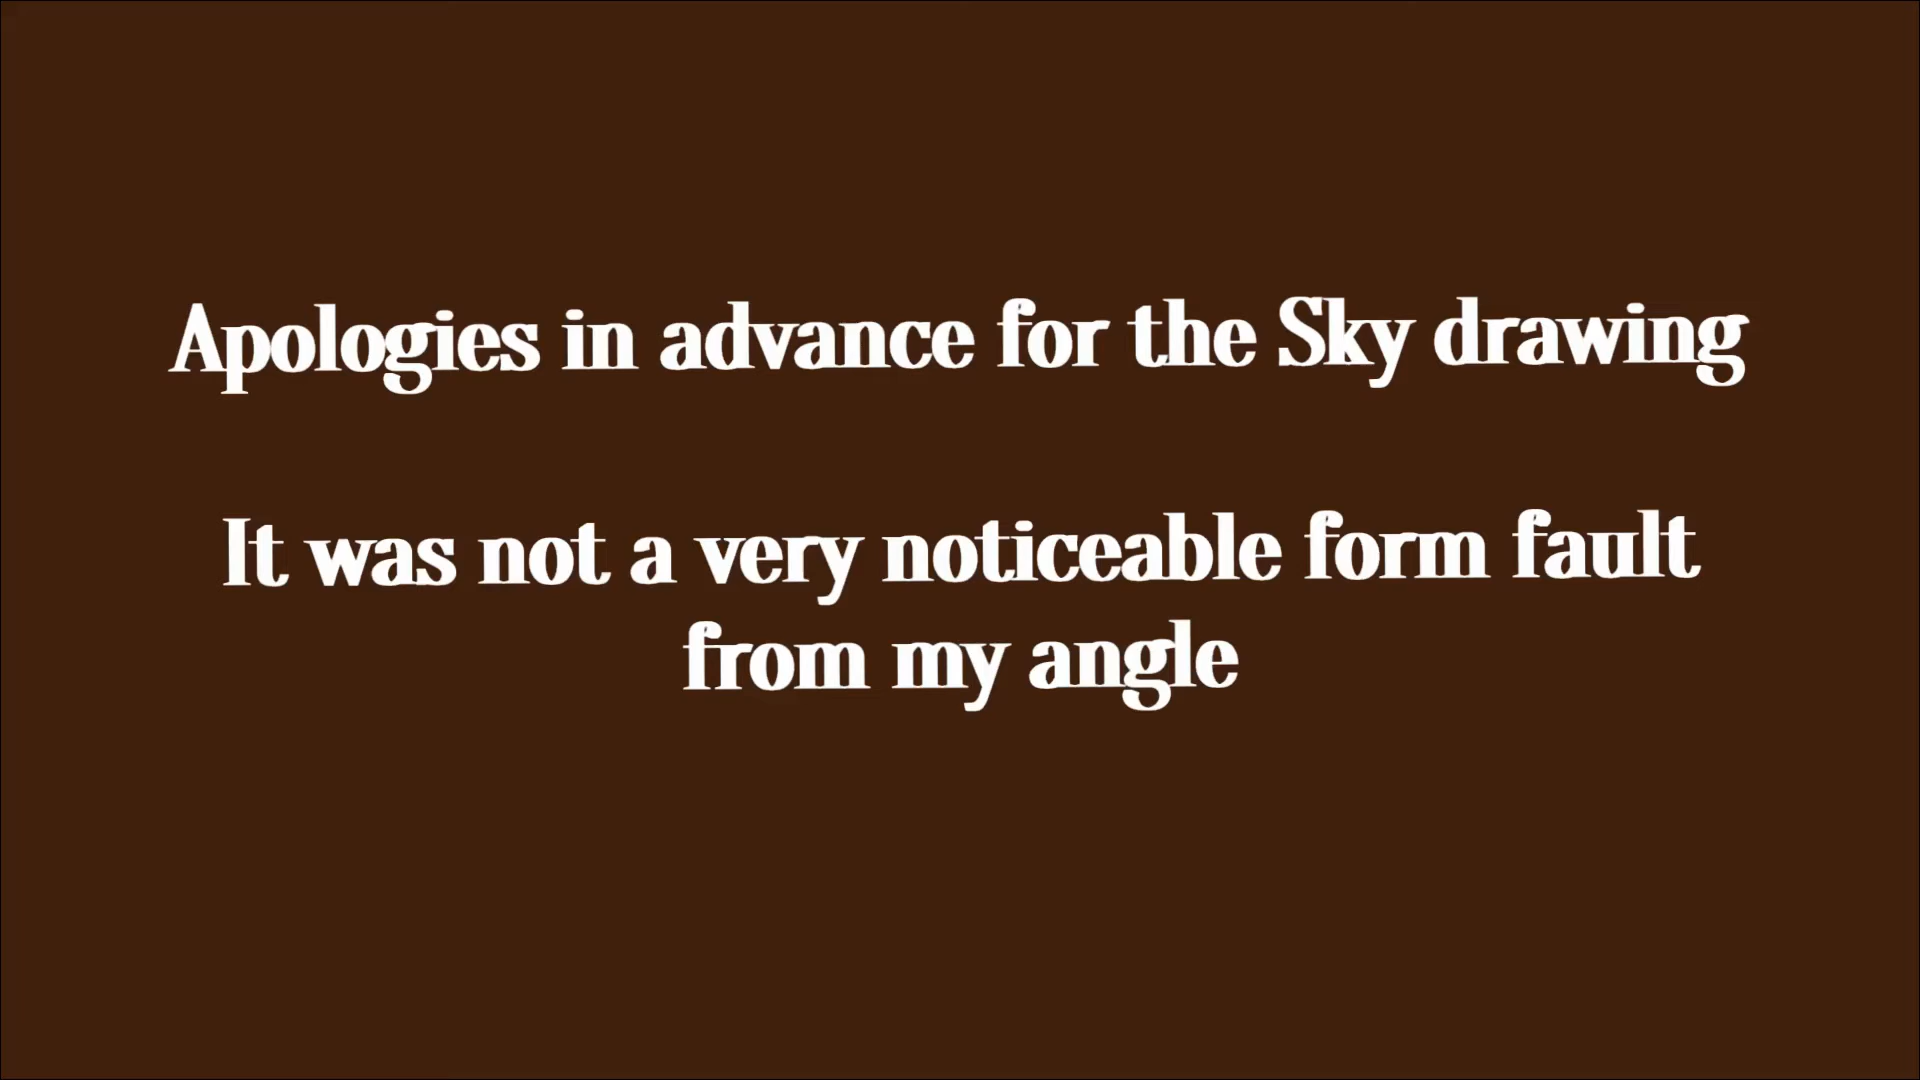 Apologies in advance for the Sky drawing
It was not a very noticeable form fault
from my angle